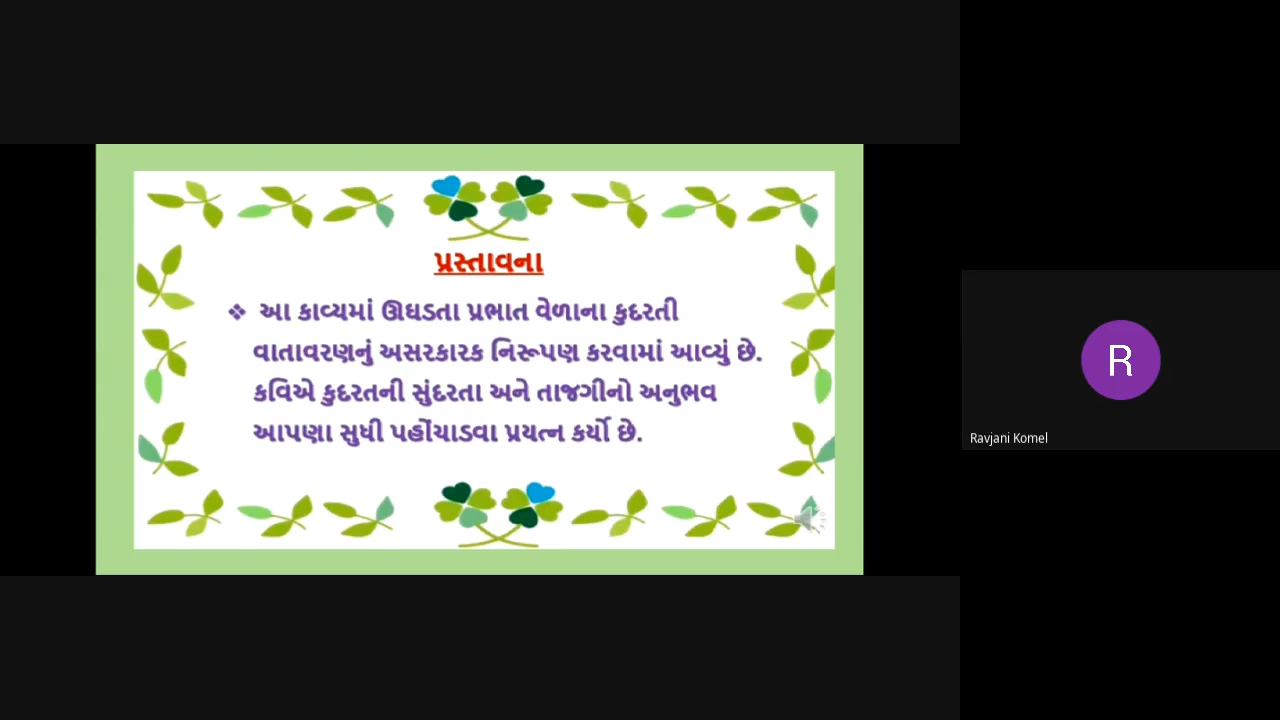 પ્રસ્તાવના
❖ આ કાવ્યમાં ઊઘડતા પ્રભાત વેળાના કુદરતી
વાતાવરણનું અસરકારક નિરૂપણ કરવામાં આવ્યું છે.
કવિએ કુદરતની સુંદરતા અને તાજગીનો અનુભવ
આપણા સુધી પહોંચાડવા પ્રયત્ન કર્યો છે.
R
Ravjani Komel